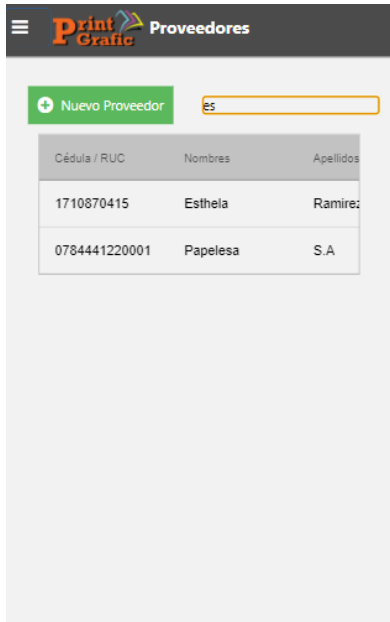 Print Grafic Proveedores
Nuevo Proveedor es
Cédula / RUC Nombres Apellidos
1710870415 Esthela Ramirez
0784441220001 Papelesa S.A